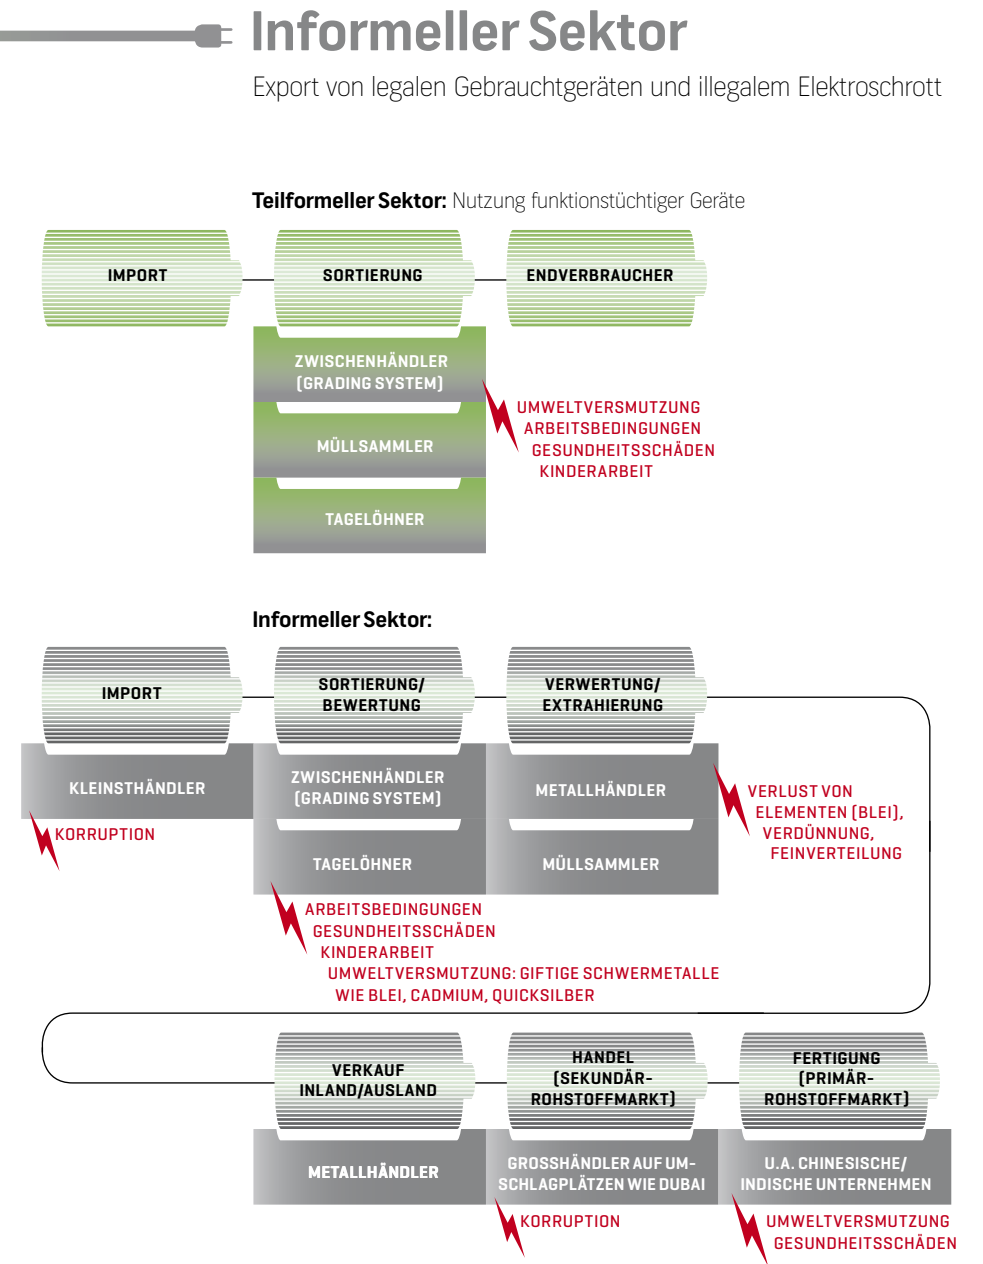 Informeller Sektor
Export von legalen Gebrauchtgeräten und illegalem Elektroschrott
Teilformeller Sektor: Nutzung funktionstüchtiger Geräte
IMPORT
SORTIERUNG
ENDVERBRAUCHER
ZWISCHENHÄNDLER
(GRADING SYSTEM)
MÜLLSAMMLER
TAGELÖHNER
UMWELTVERSMUTZUNG
ARBEITSBEDINGUNGEN
GESUNDHEITSSCHÄDEN
KINDERARBEIT
Informeller Sektor:
IMPORT
SORTIERUNG/
BEWERTUNG
VERWERTUNG/
EXTRAHIERUNG
KLEINSTHÄNDLER
ZWISCHENHÄNDLER
(GRADING SYSTEM)
METALLHÄNDLER
TAGELÖHNER
MÜLLSAMMLER
KORRUPTION
VERLUST VON
ELEMENTEN (BLEI),
VERDÜNNUNG,
FEINVERTEILUNG
ARBEITSBEDINGUNGEN
GESUNDHEITSSCHÄDEN
KINDERARBEIT
UMWELTVERSMUTZUNG: GIFTIGE SCHWERMETALLE
WIE BLEI, CADMIUM, QUICKSILBER
VERKAUF
INLAND/AUSLAND
HANDEL
(SEKUNDÄR-
ROHSTOFFMARKT)
FERTIGUNG
(PRIMÄR-
ROHSTOFFMARKT)
METALLHÄNDLER
GROSSHÄNDLER AUF UM-
SCHLAGPLÄTZEN WIE DUBAI
U.A. CHINESISCHE/
INDISCHE UNTERNEHMEN
KORRUPTION
UMWELTVERSMUTZUNG
GESUNDHEITSSCHÄDEN